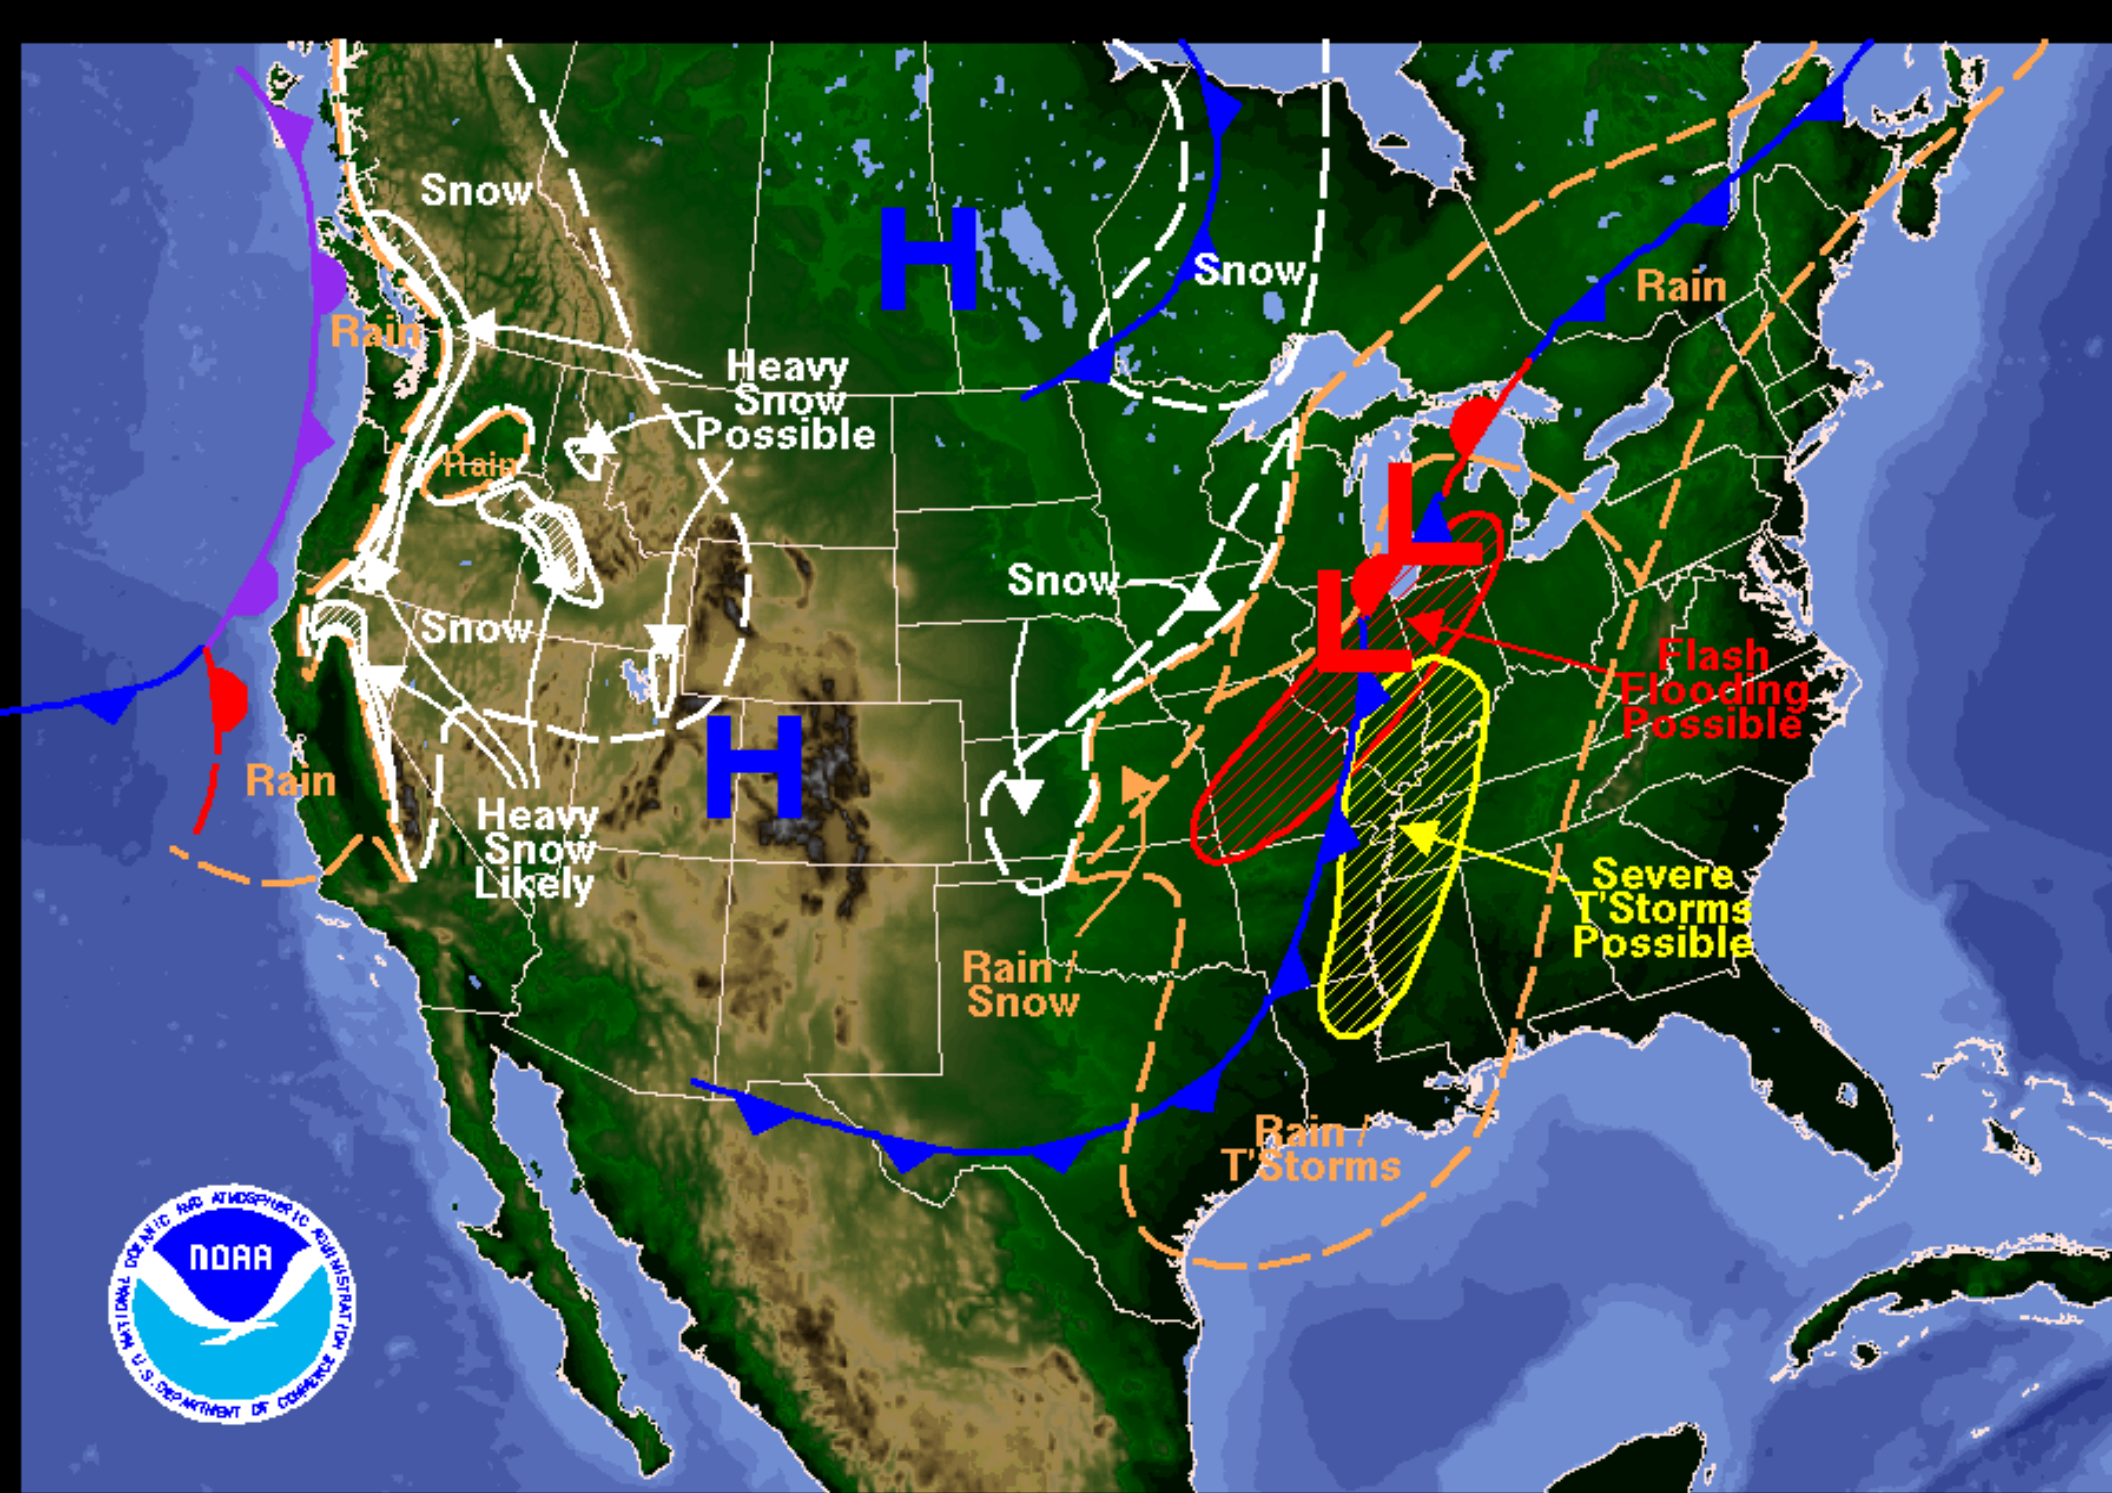 Snow
H
Snow
Rain
Rain
Heavy
Snow
Possible
Rain
L
Snow
L
Snow
Flash
Flooding
Possible
H
Rain
Heavy
Snow
Likely
Severe
T'Storms
Possible
Rain /
Snow
Rain /
T'Storms
NATIONAL OCEANIC AND ATMOSPHERIC ADMINISTRATION
NOAA
U.S. DEPARTMENT OF COMMERCE